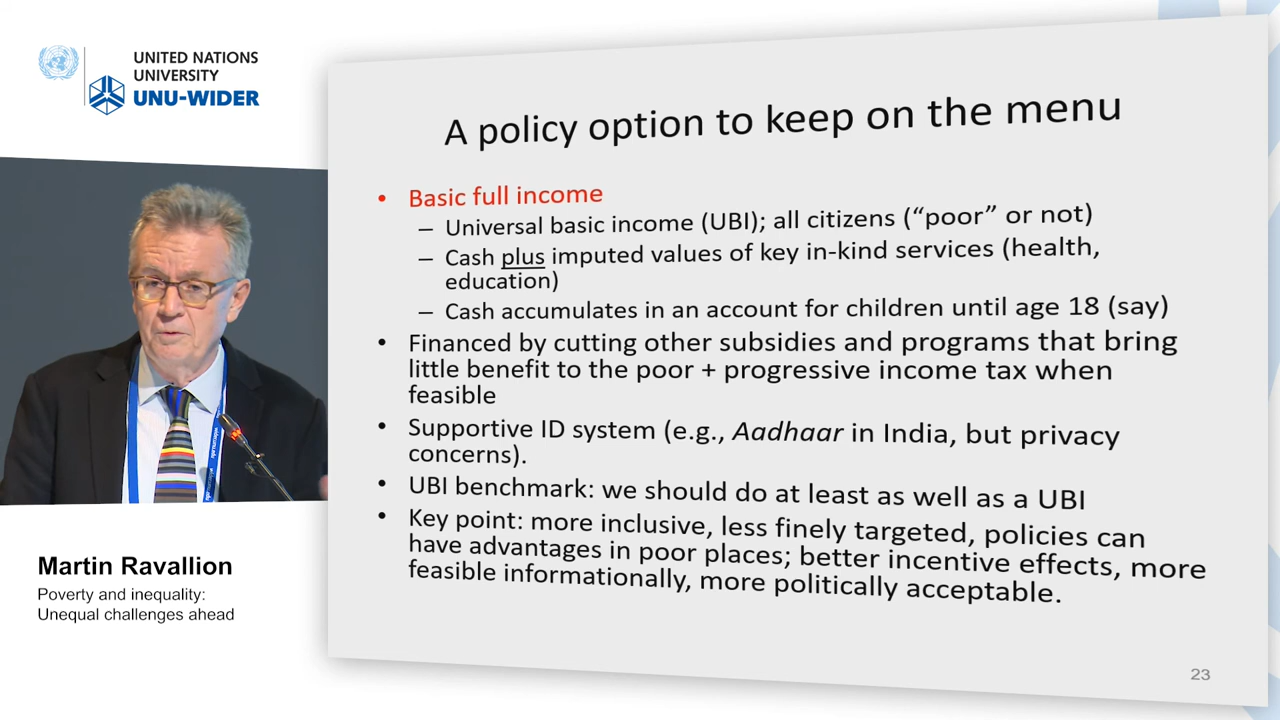 UNITED NATIONS
UNIVERSITY
UNU-WIDER
A policy option to keep on the menu
• Basic full income
– Universal basic income (UBI); all citizens (“poor” or not)
– Cash plus imputed values of key in-kind services (health,
education)
– Cash accumulates in an account for children until age 18 (say)
• Financed by cutting other subsidies and programs that bring
little benefit to the poor + progressive income tax when
feasible
• Supportive ID system (e.g., Aadhaar in India, but privacy
concerns).
• UBI benchmark: we should do at least as well as a UBI
• Key point: more inclusive, less finely targeted, policies can
have advantages in poor places; better incentive effects, more
feasible informationally, more politically acceptable.
23
Martin Ravallion
Poverty and inequality:
Unequal challenges ahead